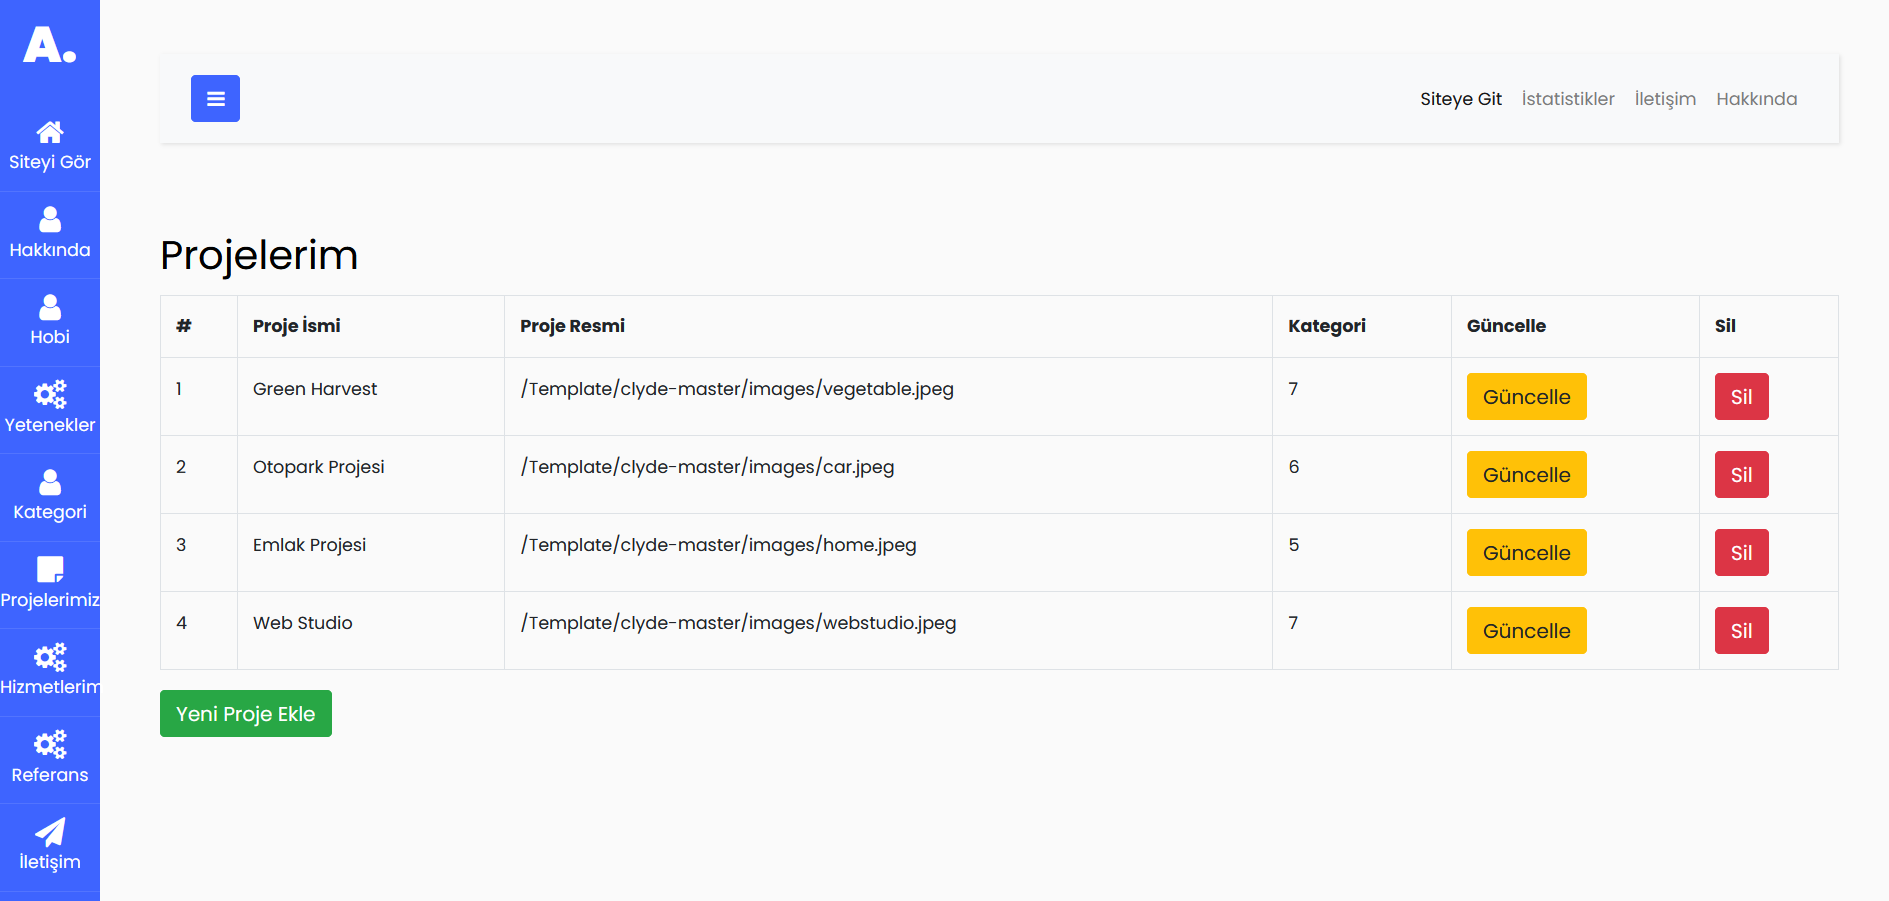 A.
Siteyi Gör
Hakkında
Hobi
Yetenekler
Kategori
Projelerimiz
Hizmetlerim
Referans
İletişim
Siteye Git İstatistikler İletişim Hakkında
Projelerim
# Proje İsmi Proje Resmi Kategori Güncelle Sil
1 Green Harvest /Template/clyde-master/images/vegetable.jpeg 7 Güncelle Sil
2 Otopark Projesi /Template/clyde-master/images/car.jpeg 6 Güncelle Sil
3 Emlak Projesi /Template/clyde-master/images/home.jpeg 5 Güncelle Sil
4 Web Studio /Template/clyde-master/images/webstudio.jpeg 7 Güncelle Sil
Yeni Proje Ekle